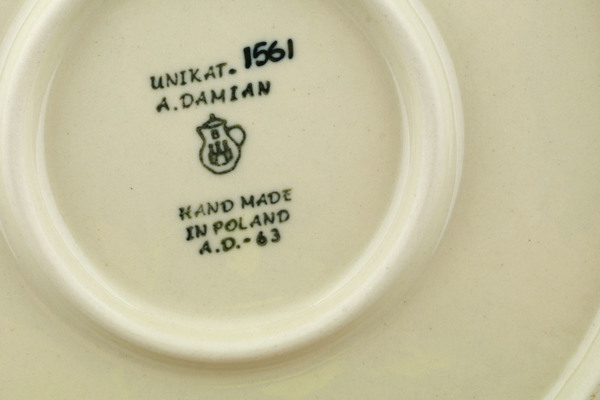 UNIKAT. 1561
A. DAMIAN
B
HAND MADE
IN POLAND
A.D.-63